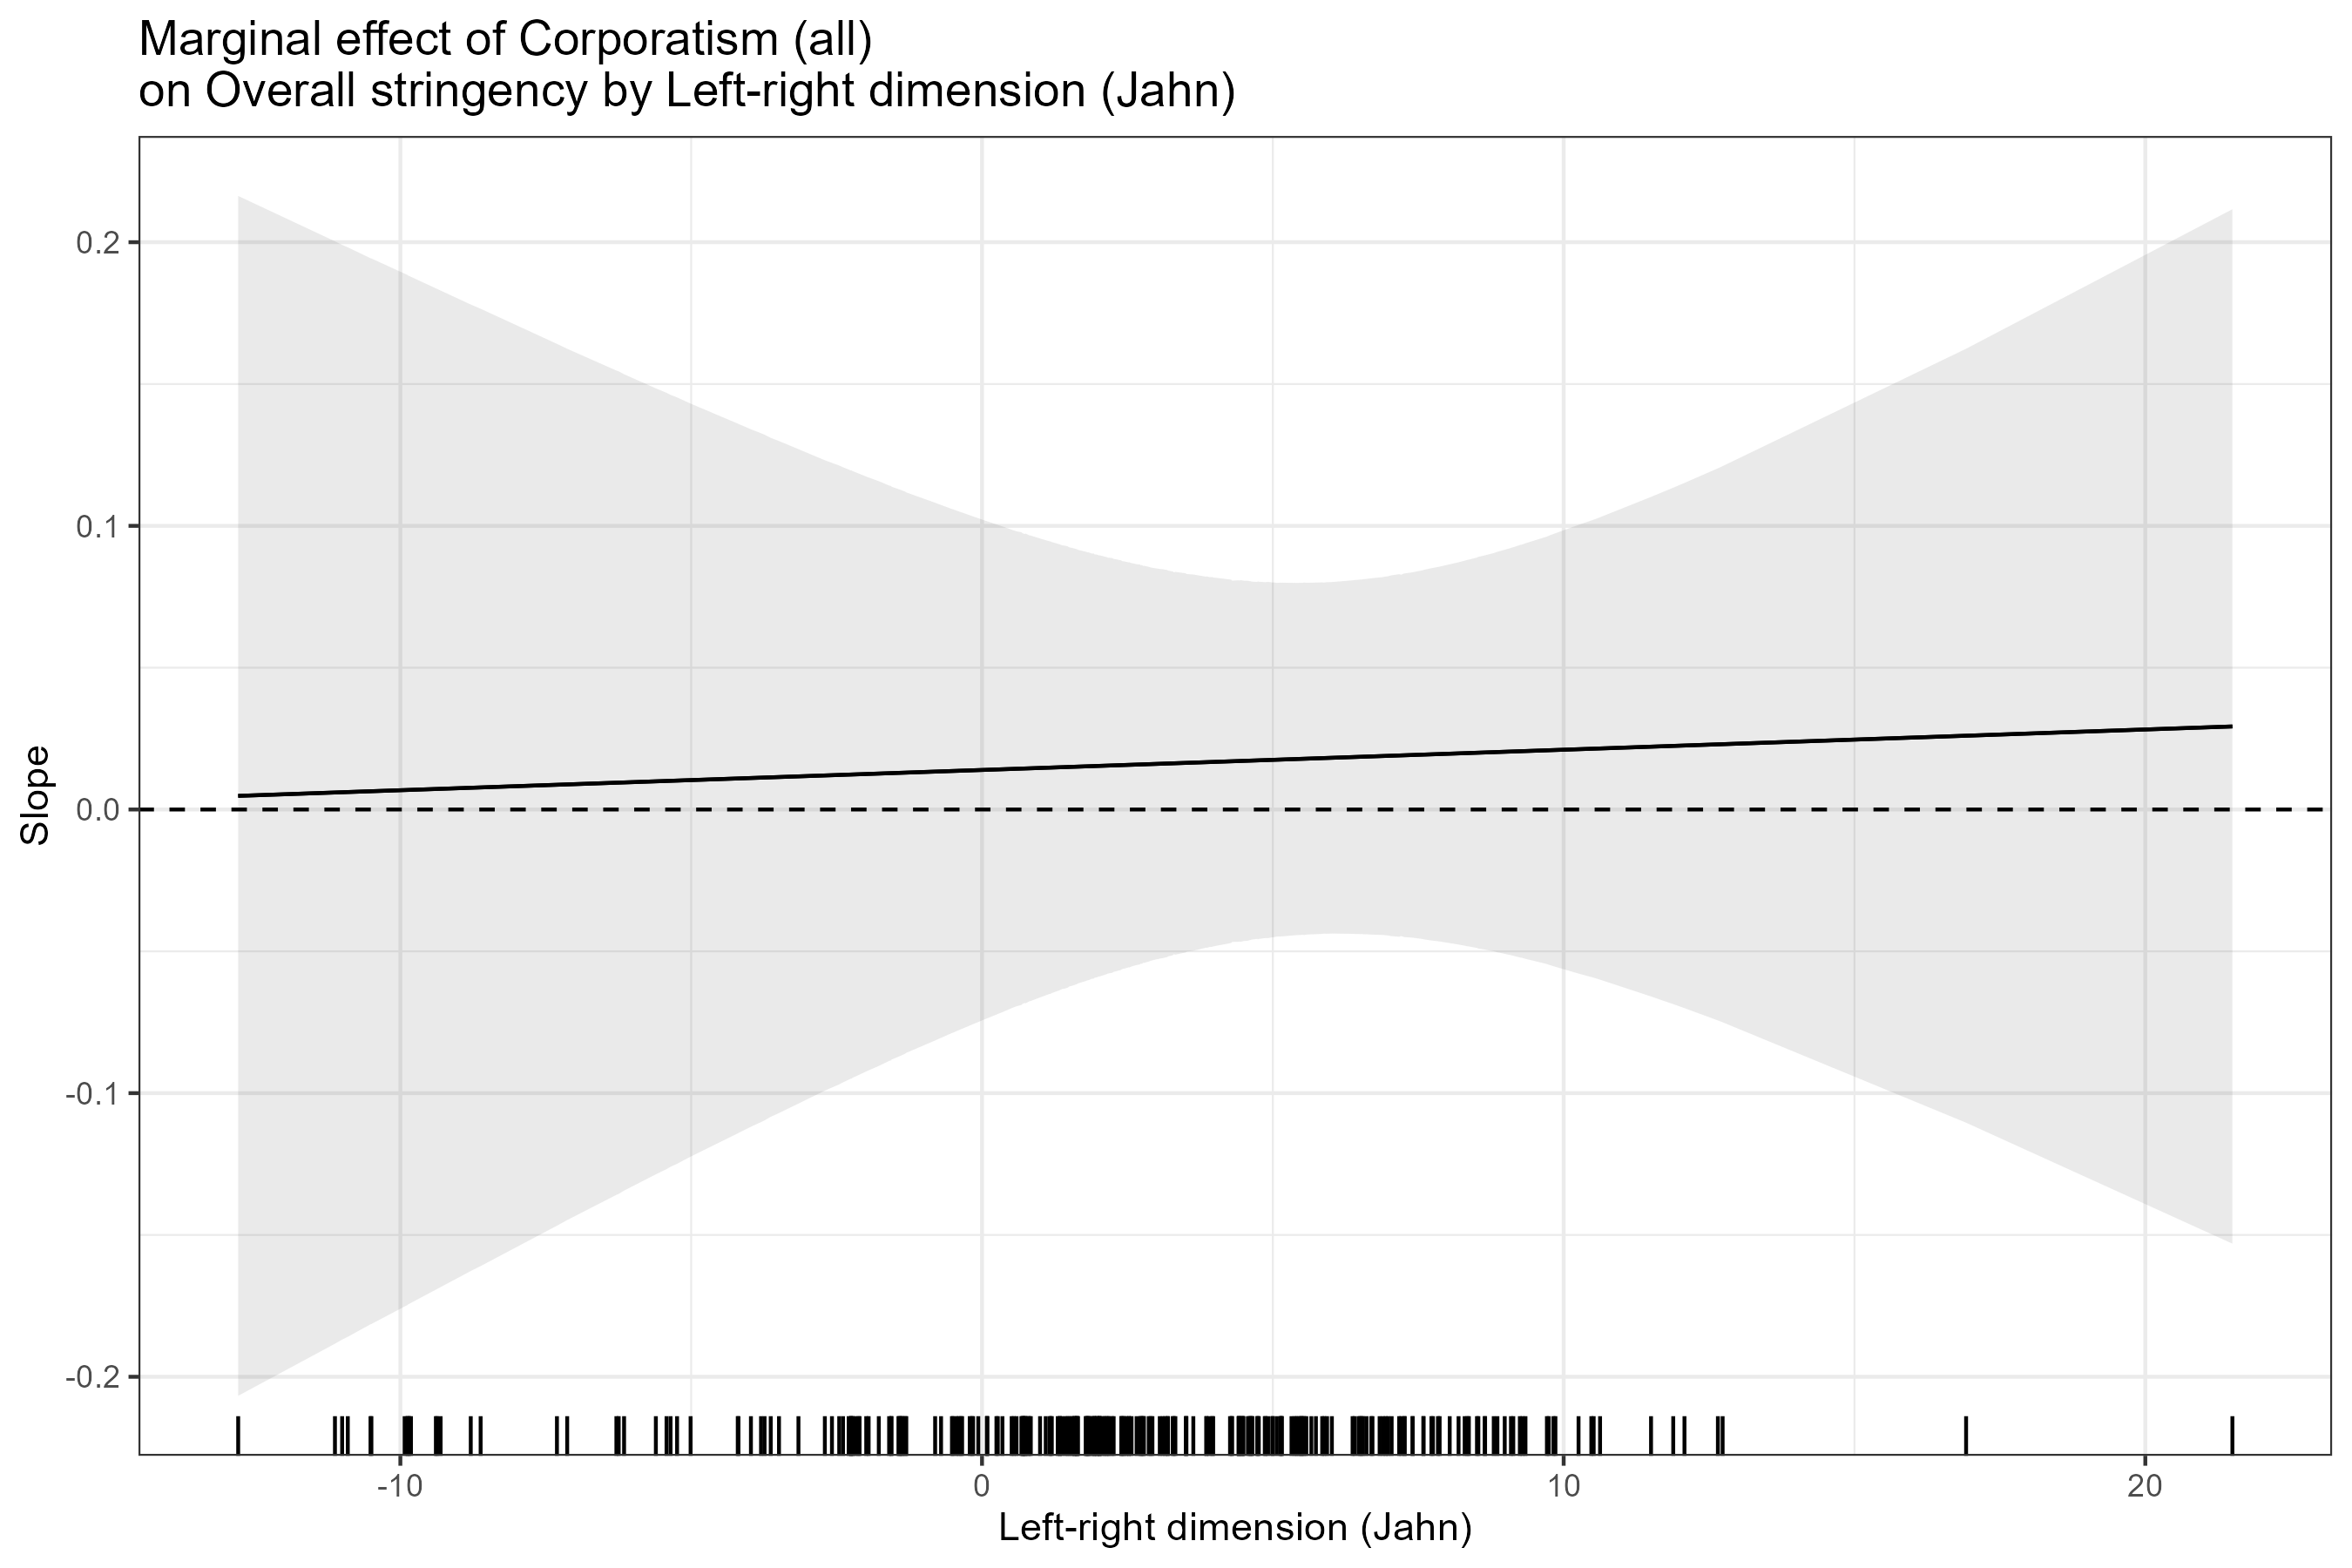 Marginal effect of Corporatism (all)
on Overall stringency by Left-right dimension (Jahn)
Slope
0.2
0.1
0.0
-0.1
-0.2
-10
0
10
20
Left-right dimension (Jahn)